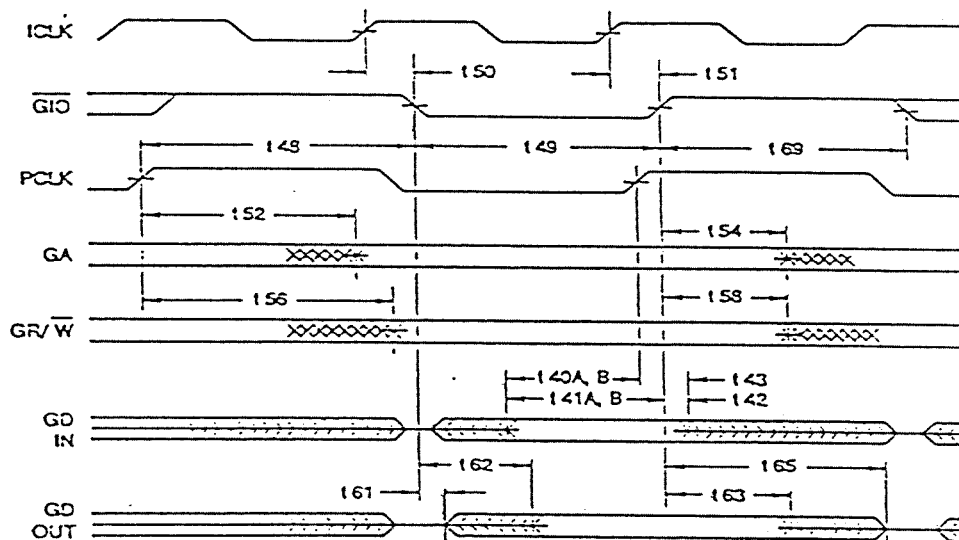 ICLK
t50
t51
GIO
t48
t49
t69
PCLK
t52
t54
GA
t56
t58
GR/W
t40A, B
t43
t41A, B
t42
GD
IN
t62
t65
t61
t63
GD
OUT